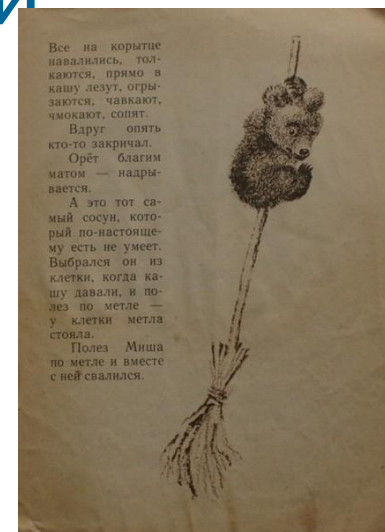 Все на корытце
навалились, тол-
каются, прямо в
кашу лезут, огры-
заются, чавкают,
чмокают, сопят.
Вдруг опять
кто-то закричал.
Орёт благим
матом — надры-
вается.
А это тот са-
мый сосун, кото-
рый по-настояще-
му есть не умеет.
Выбрался он из
клетки, когда ка-
шу давали, и по-
лез по метле —
у клетки метла
стояла.
Полез Миша
по метле и вместе
с ней свалился.